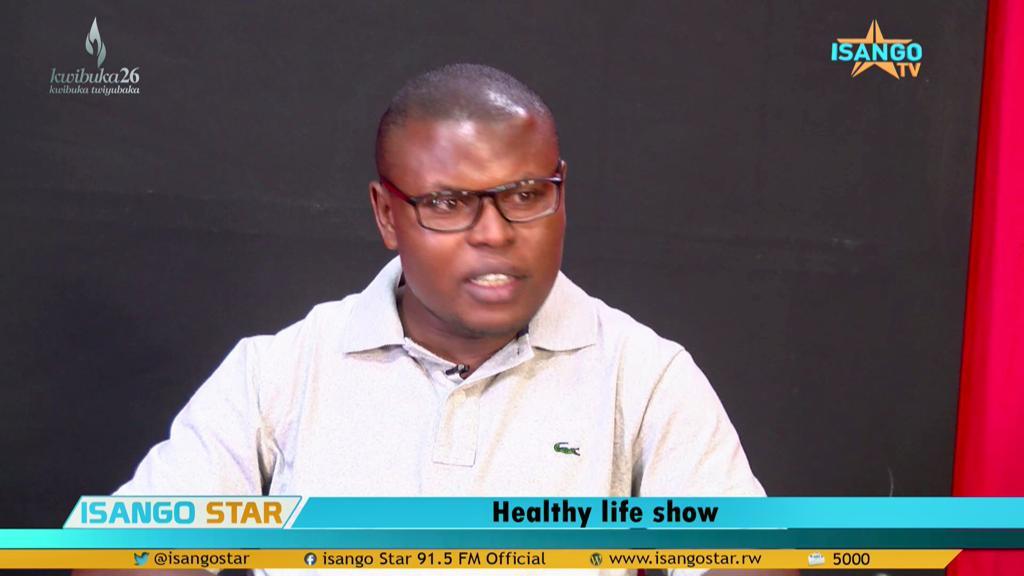 kwibuka26
kwibuka twiyubaka
ISANGO
TV
ISANGO STAR
Healthy life show
@isangostar
isango Star 91.5 FM Official
www.isangostar.rw
5000